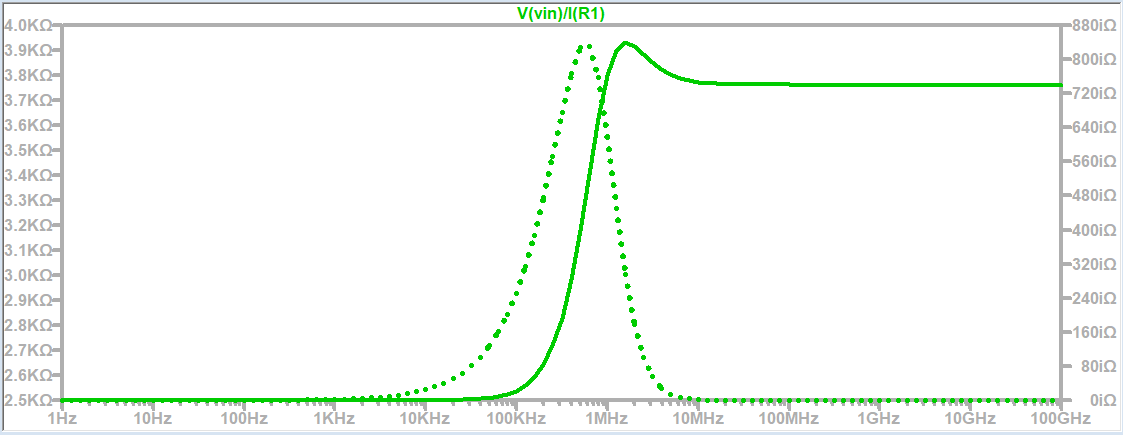 V(vin)/I(R1)
4.0KΩ
3.9KΩ
3.8KΩ
3.7KΩ
3.6KΩ
3.5KΩ
3.4KΩ
3.3KΩ
3.2KΩ
3.1KΩ
3.0KΩ
2.9KΩ
2.8KΩ
2.7KΩ
2.6KΩ
2.5KΩ
880iΩ
800iΩ
720iΩ
640iΩ
560iΩ
480iΩ
400iΩ
320iΩ
240iΩ
160iΩ
80iΩ
0iΩ
1Hz 10Hz 100Hz 1KHz 10KHz 100KHz 1MHz 10MHz 100MHz 1GHz 10GHz 100GHz